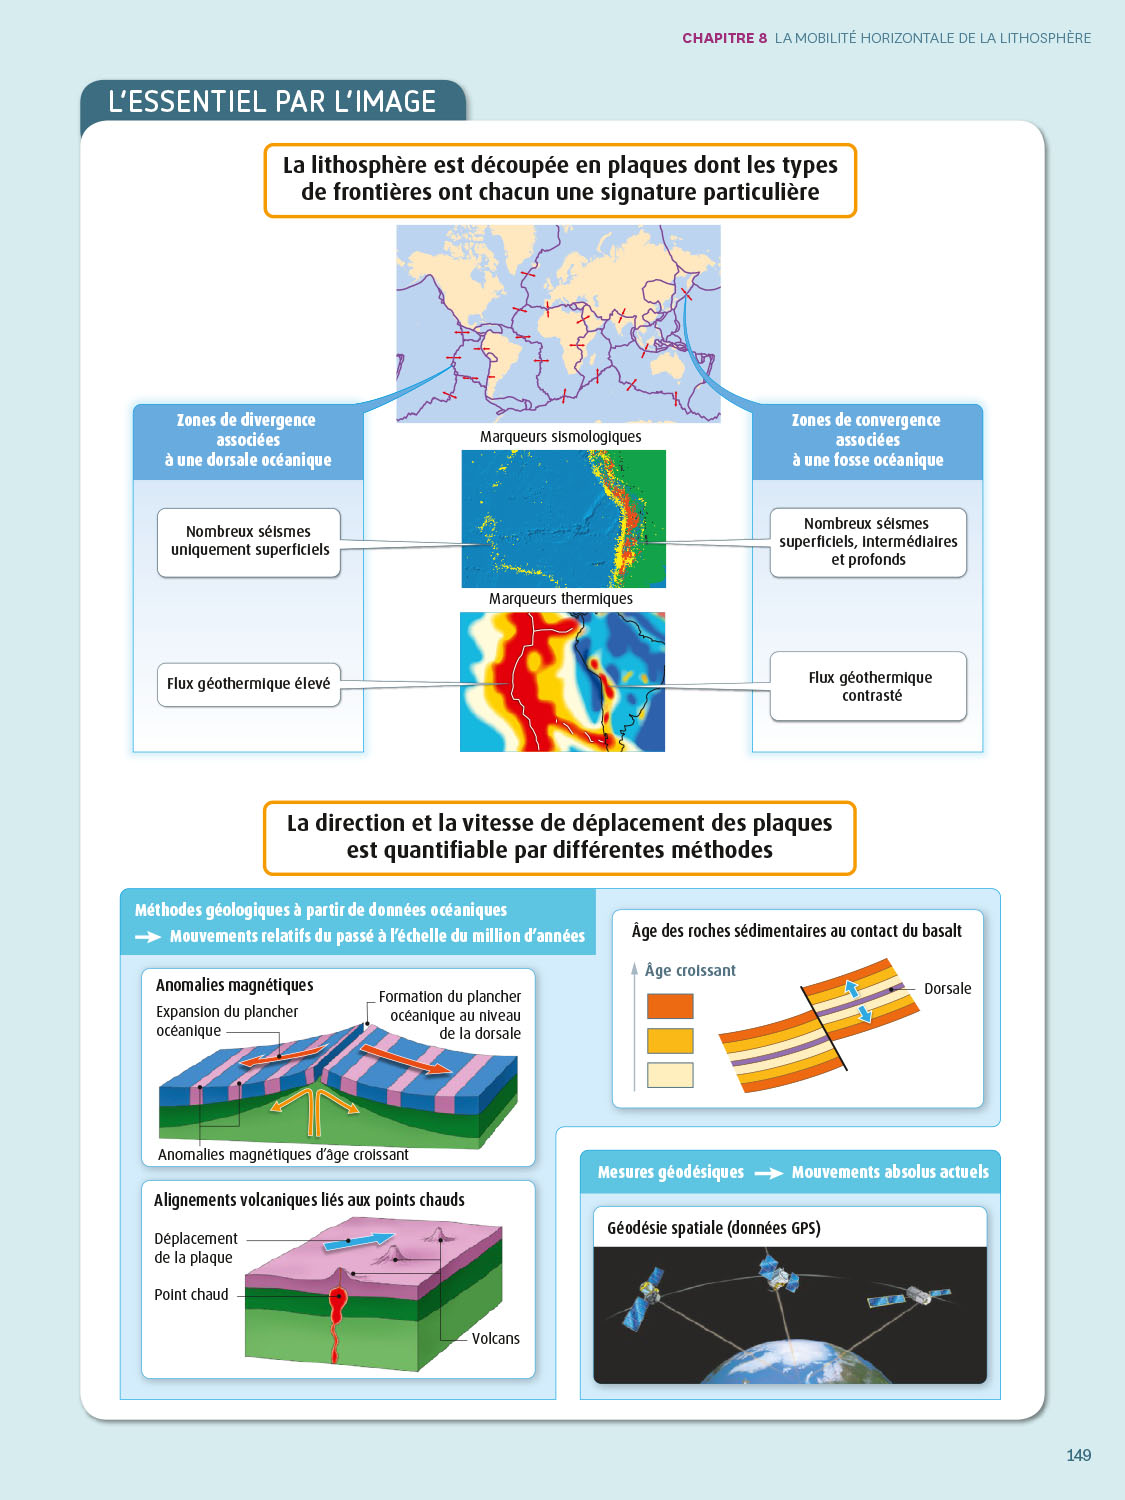 CHAPITRE 8 LA MOBILITÉ HORIZONTALE DE LA LITHOSPHÈRE
L'ESSENTIEL PAR L'IMAGE
La lithosphère est découpée en plaques dont les types
de frontières ont chacun une signature particulière
Zones de divergence
associées
à une dorsale océanique
Zones de convergence
associées
à une fosse océanique
Marqueurs sismologiques
Nombreux séismes
uniquement superficiels
Nombreux séismes
superficiels, intermédiaires
et profonds
Marqueurs thermiques
Flux géothermique élevé
Flux géothermique
contrasté
La direction et la vitesse de déplacement des plaques
est quantifiable par différentes méthodes
Méthodes géologiques à partir de données océaniques
→ Mouvements relatifs du passé à l'échelle du million d'années
Anomalies magnétiques
Expansion du plancher
océanique
Formation du plancher
océanique au niveau
de la dorsale
Anomalies magnétiques d'âge croissant
Âge des roches sédimentaires au contact du basalt
Âge croissant
Dorsale
Alignements volcaniques liés aux points chauds
Déplacement
de la plaque
Point chaud
Volcans
Mesures géodésiques → Mouvements absolus actuels
Géodésie spatiale (données GPS)
149